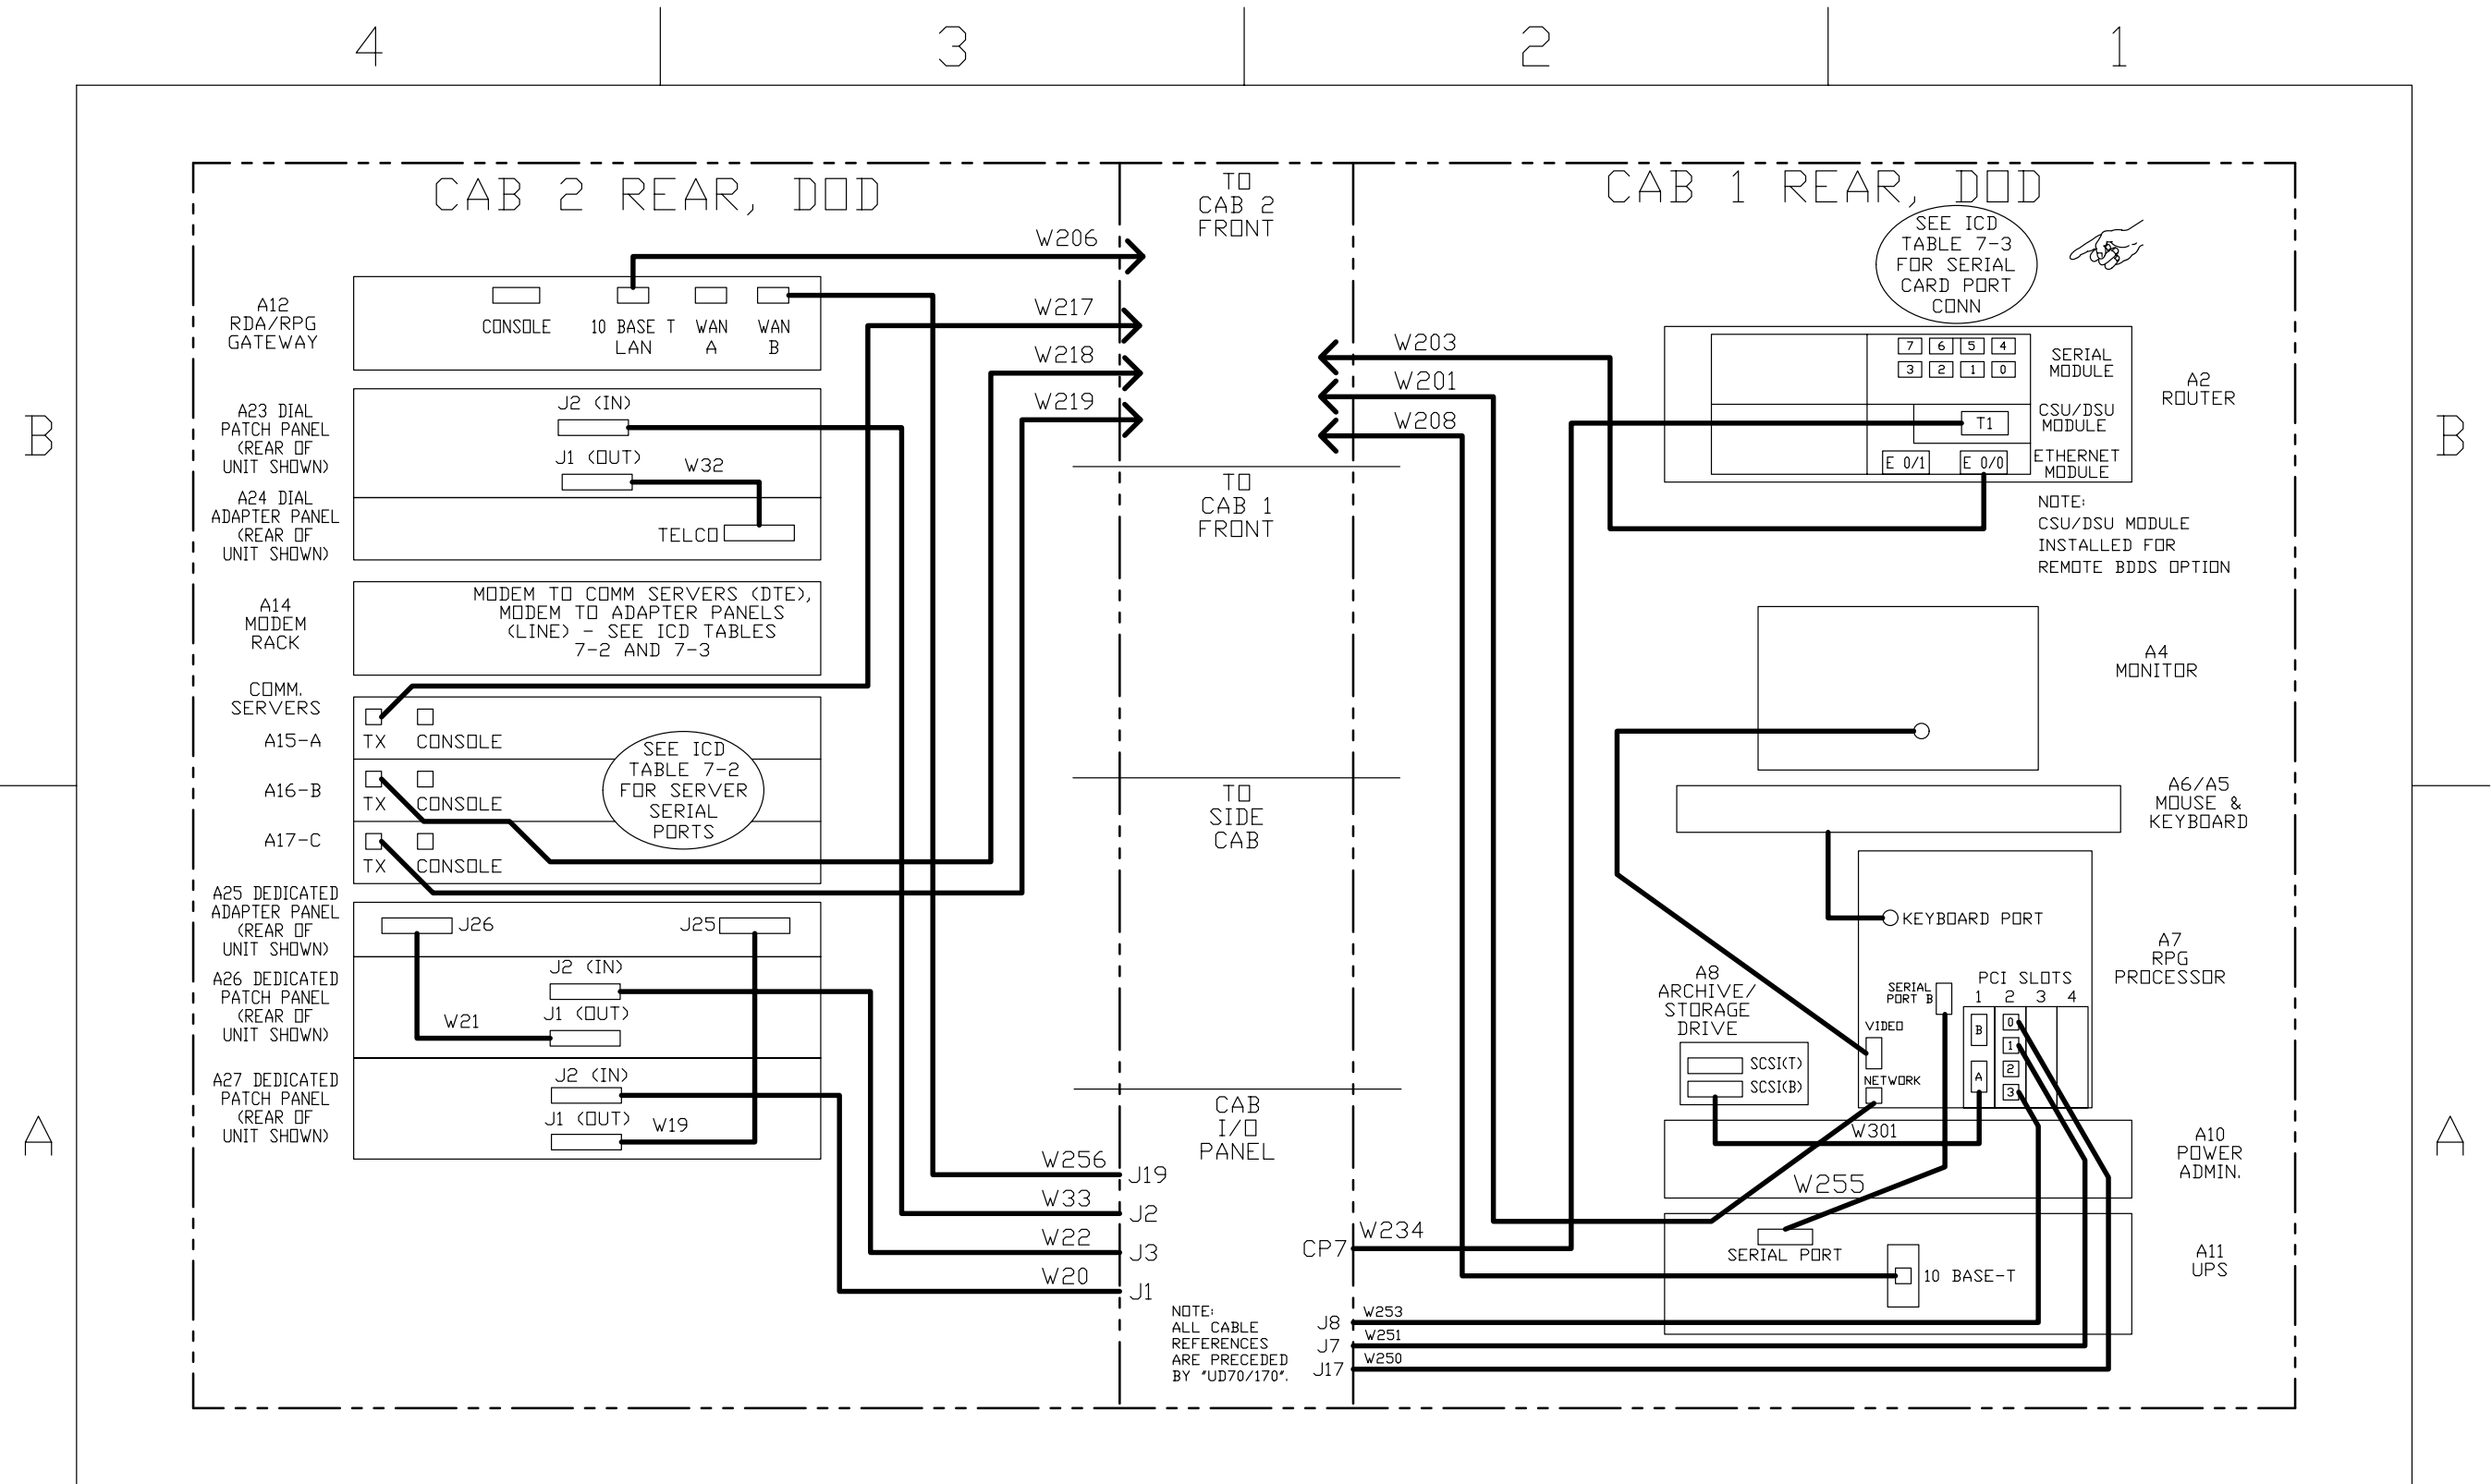 4
3
2
1
CAB 2 REAR, DOD
TO
CAB 2
FRONT
CAB 1 REAR, DOD
SEE ICD
TABLE 7-3
FOR SERIAL
CARD PORT
CONN
W206
A12
RDA/RPG
GATEWAY
CONSOLE
10 BASE T
LAN
WAN
A
WAN
B
W217
W218
W219
A23 DIAL
PATCH PANEL
(REAR OF
UNIT SHOWN)
J2 (IN)
J1 (OUT)
W32
A24 DIAL
ADAPTER PANEL
(REAR OF
UNIT SHOWN)
TELCO
A14
MODEM
RACK
MODEM TO COMM SERVERS (DTE),
MODEM TO ADAPTER PANELS
(LINE) - SEE ICD TABLES
7-2 AND 7-3
COMM.
SERVERS
A15-A
TX
CONSOLE
A16-B
TX
CONSOLE
A17-C
TX
CONSOLE
SEE ICD
TABLE 7-2
FOR SERVER
SERIAL
PORTS
A25 DEDICATED
ADAPTER PANEL
(REAR OF
UNIT SHOWN)
J26
J25
A26 DEDICATED
PATCH PANEL
(REAR OF
UNIT SHOWN)
J2 (IN)
J1 (OUT)
W21
A27 DEDICATED
PATCH PANEL
(REAR OF
UNIT SHOWN)
J2 (IN)
J1 (OUT)
W19
W256
J19
W33
J2
W22
J3
W20
J1
TO
CAB 1
FRONT
TO
SIDE
CAB
CAB
I/O
PANEL
NOTE:
ALL CABLE
REFERENCES
ARE PRECEDED
BY "UD70/170".
W203
W201
W208
7 6 5 4
3 2 1 0
SERIAL
MODULE
A2
ROUTER
T1
CSU/DSU
MODULE
E 0/1
E 0/0
ETHERNET
MODULE
NOTE:
CSU/DSU MODULE
INSTALLED FOR
REMOTE BDDS OPTION
A4
MONITOR
A6/A5
MOUSE &
KEYBOARD
KEYBOARD PORT
A7
RPG
PROCESSOR
PCI SLOTS
1 2 3 4
SERIAL
PORT B
B
A
0
1
2
3
VIDEO
NETWORK
A8
ARCHIVE/
STORAGE
DRIVE
SCSI(T)
SCSI(B)
W301
A10
POWER
ADMIN.
W255
SERIAL PORT
10 BASE-T
A11
UPS
CP7
W234
J8
W253
J7
W251
J17
W250
B
B
A
A